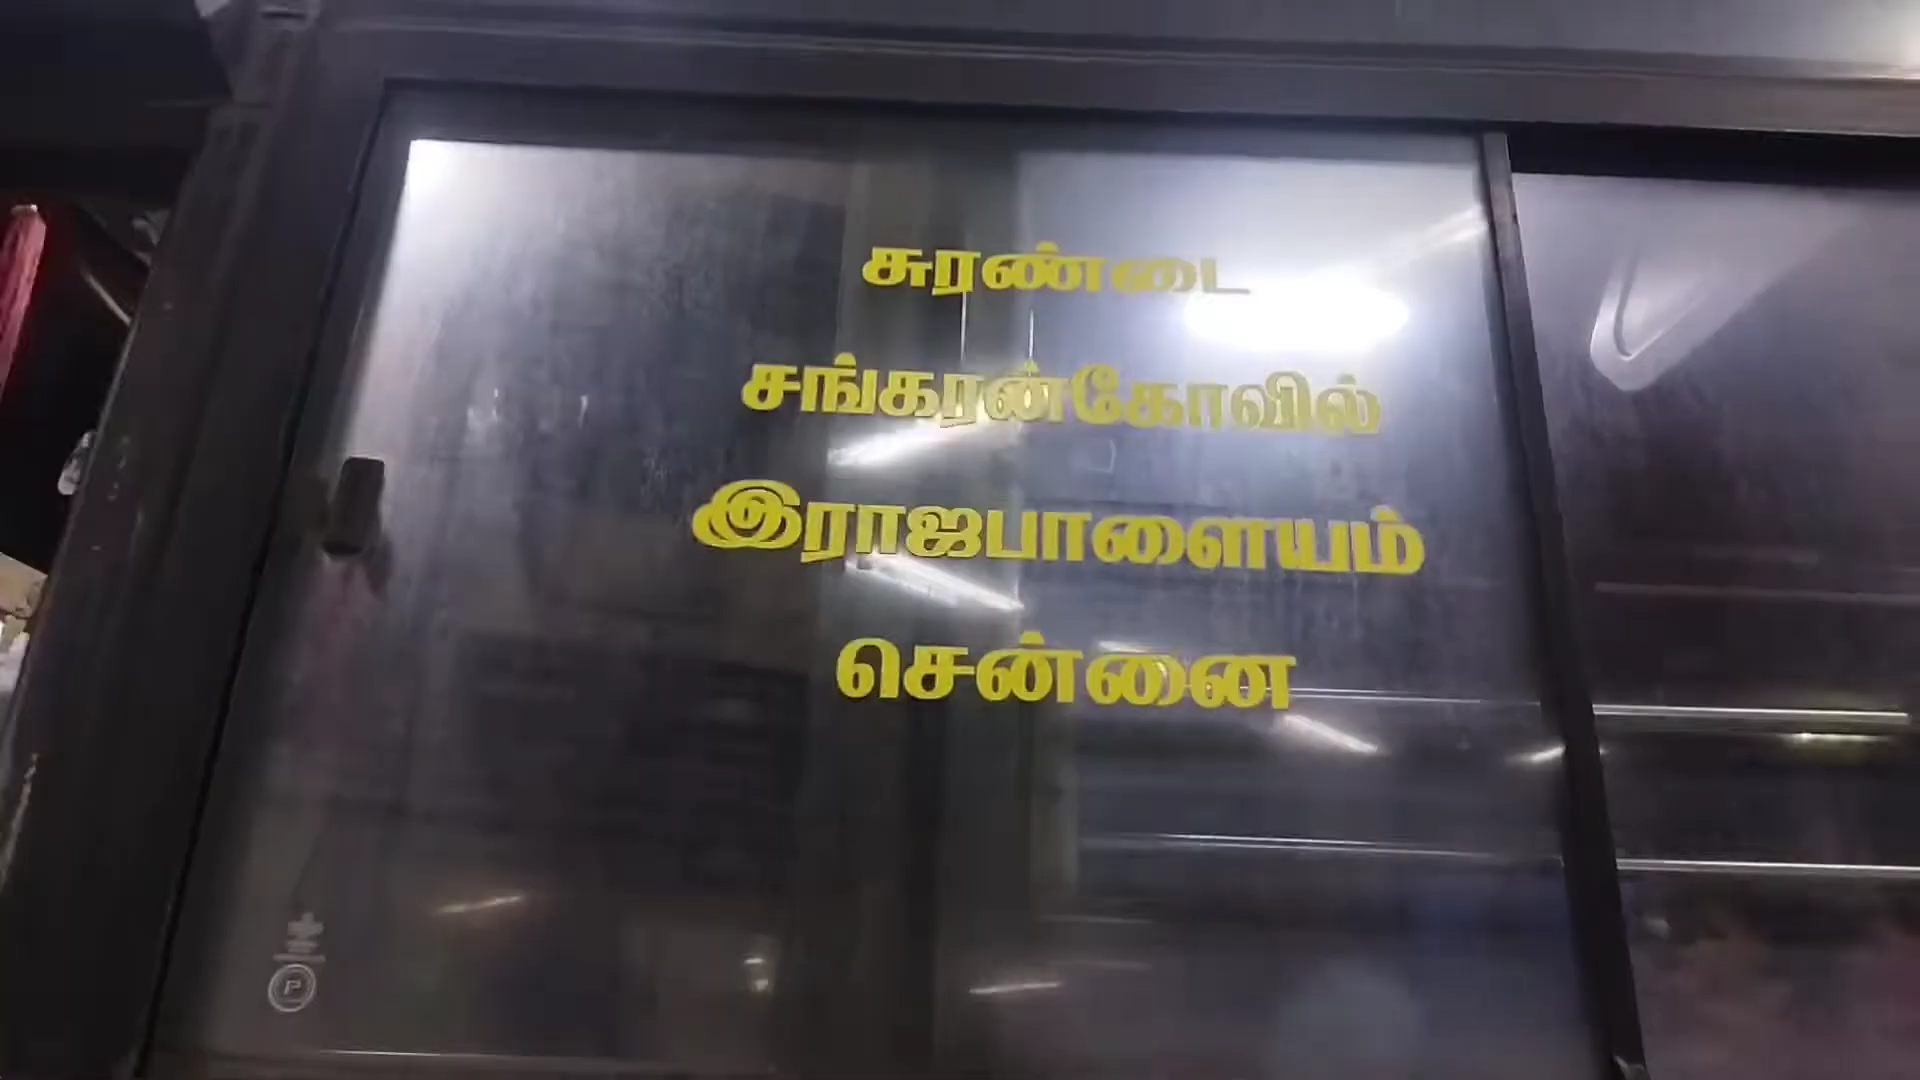 சுரண்டை
சங்கரன்கோவில்
இராஜபாளையம்
சென்னை
P